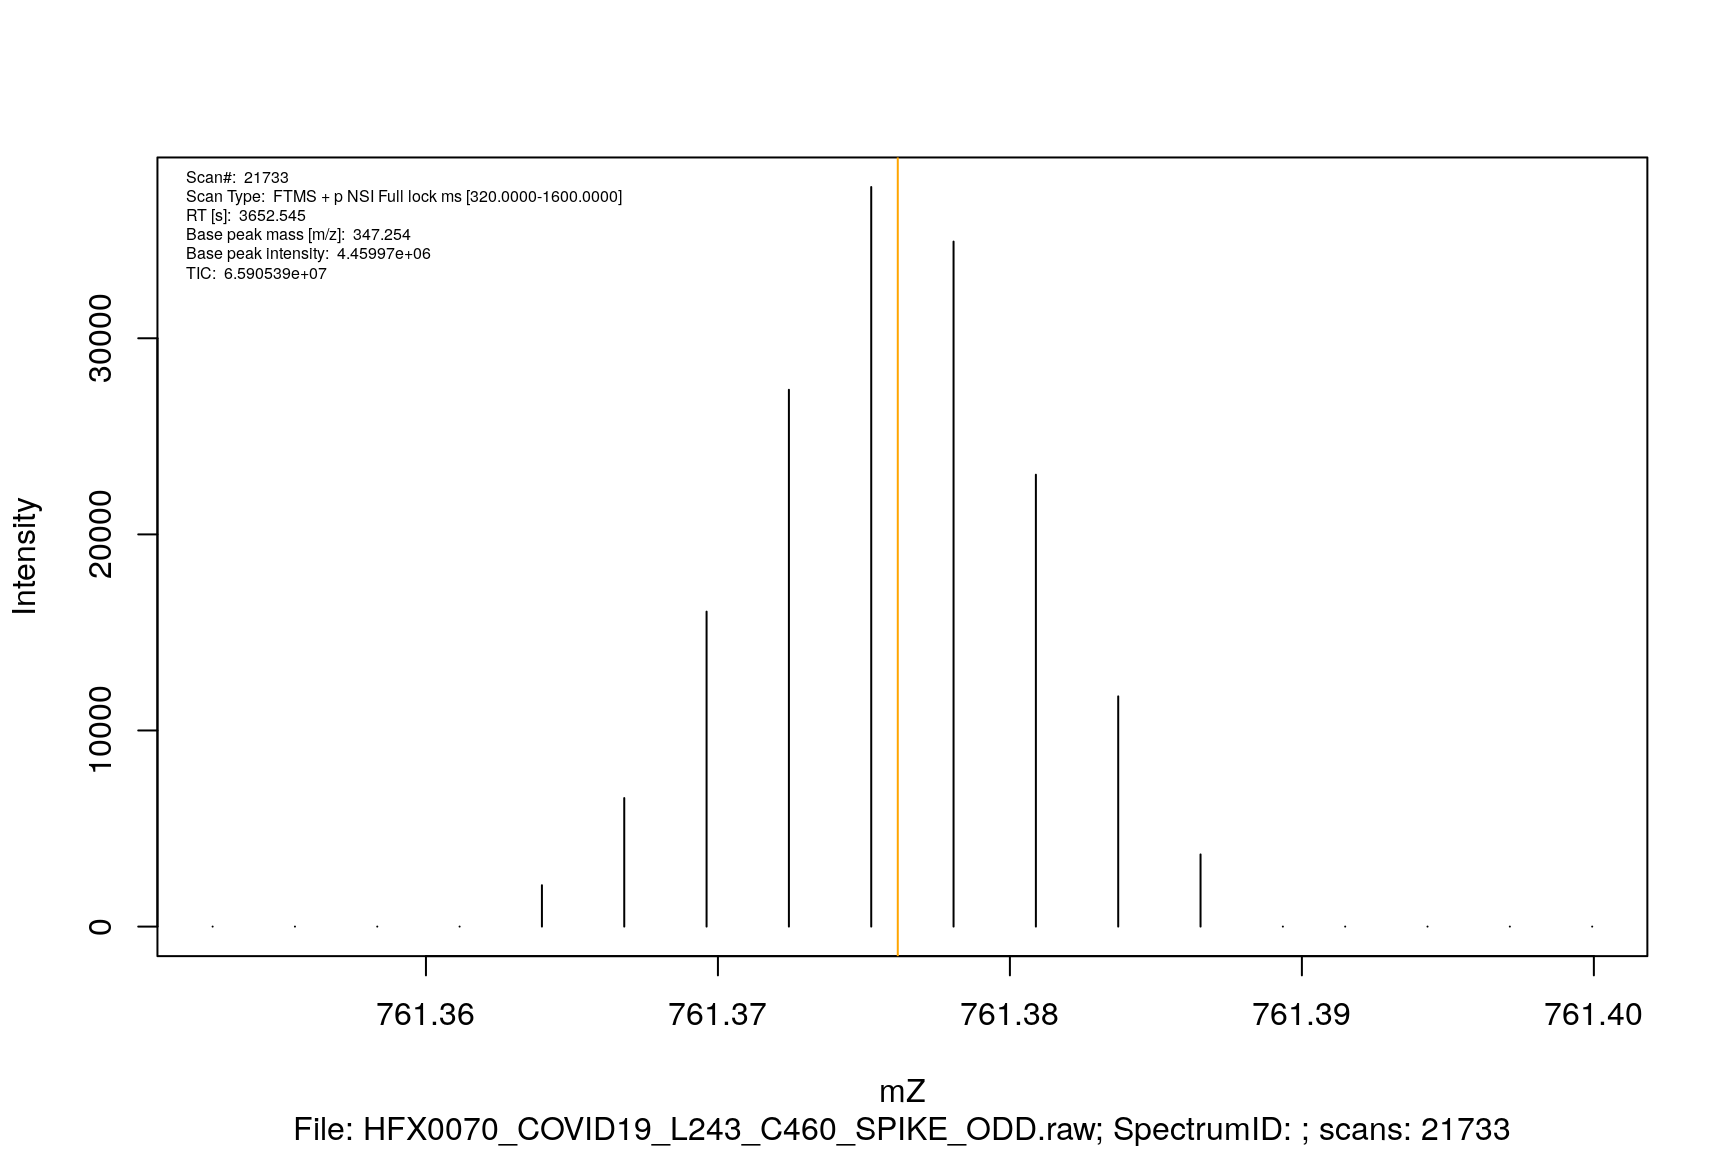 Scan#: 21733
Scan Type: FTMS + p NSI Full lock ms [320.0000-1600.0000]
RT [s]: 3652.545
Base peak mass [m/z]: 347.254
Base peak intensity: 4.45997e+06
TIC: 6.590539e+07
Intensity
30000
20000
10000
0
761.36 761.37 761.38 761.39 761.40
mZ
File: HFX0070_COVID19_L243_C460_SPIKE_ODD.raw; SpectrumID: ; scans: 21733